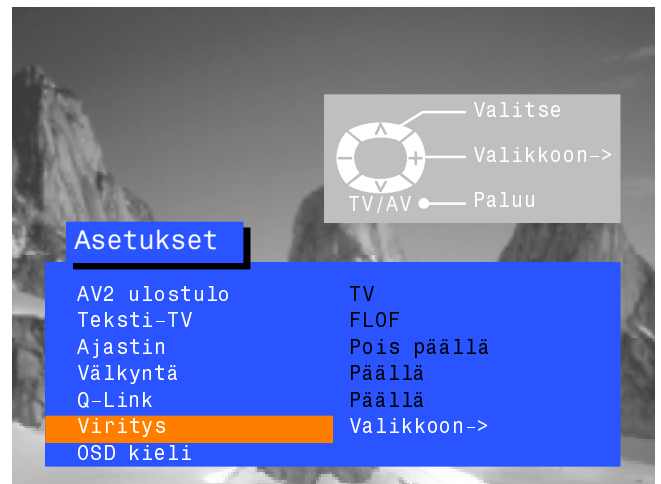 Valitse
Valikkoon->
TV/AV Paluu
Asetukset
AV2 ulostulo TV
Teksti-TV FLOF
Ajastin Pois päällä
Välkyntä Päällä
Q-Link Päällä
Viritys Valikkoon->
OSD kieli